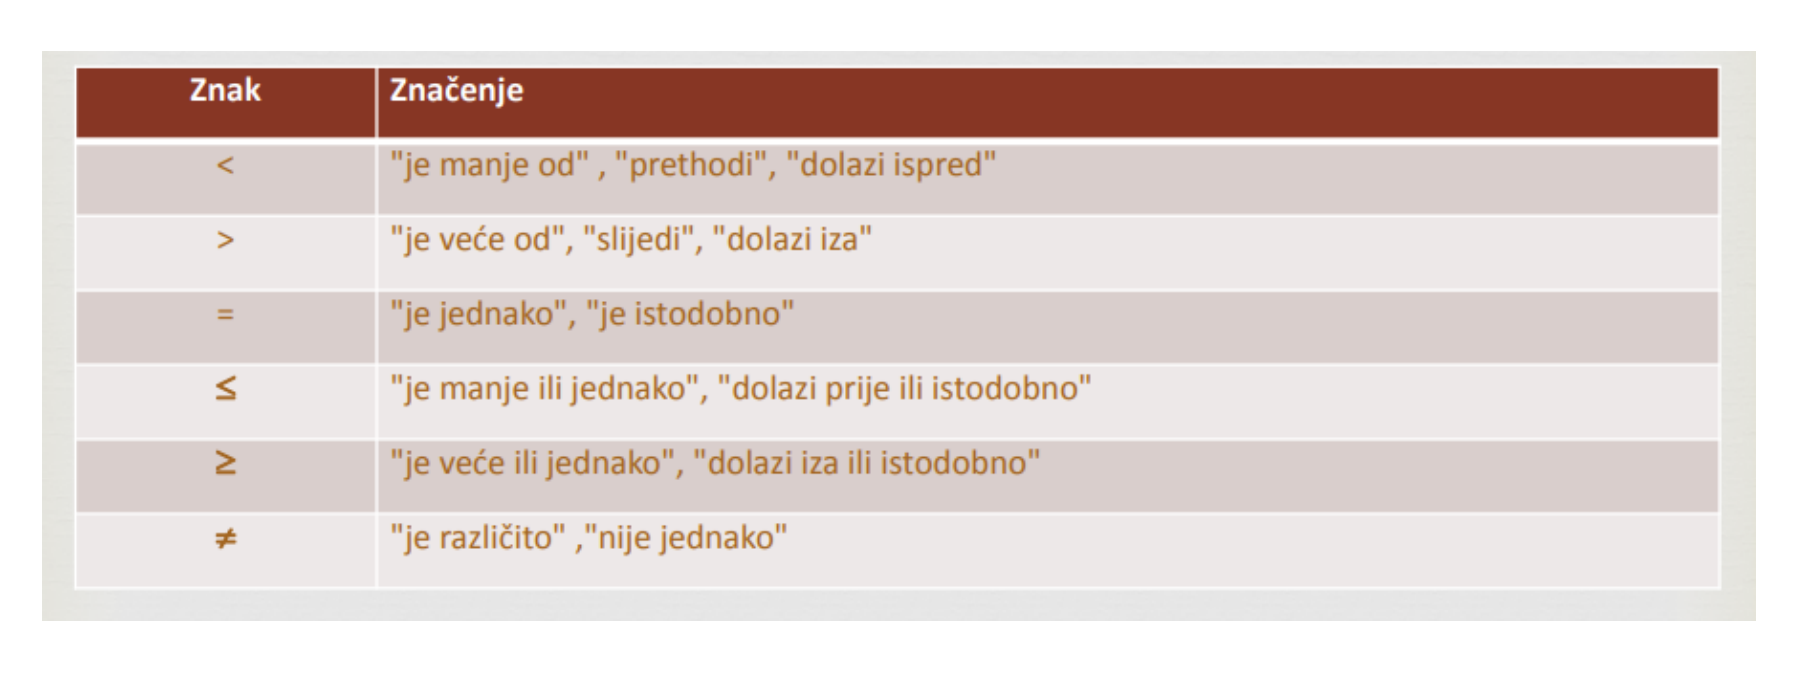 Znak Značenje
< "je manje od" , "prethodi", "dolazi ispred"
> "je veće od", "slijedi", "dolazi iza"
= "je jednako", "je istodobno"
≤ "je manje ili jednako", "dolazi prije ili istodobno"
≥ "je veće ili jednako", "dolazi iza ili istodobno"
≠ "je različito" ,"nije jednako"